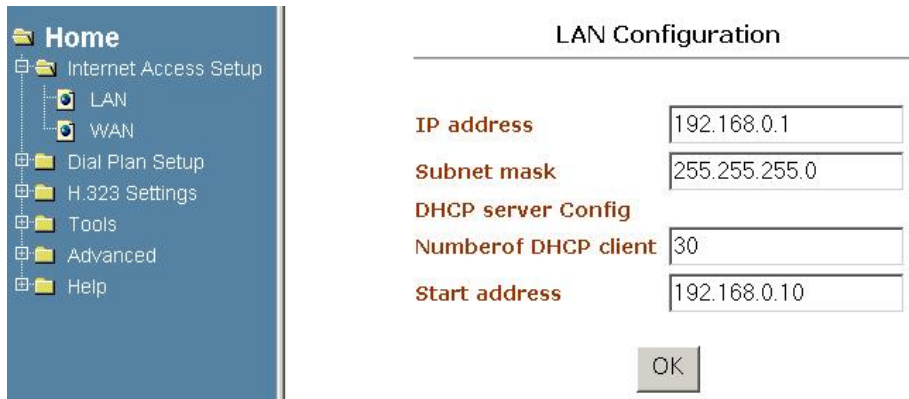 Home
Internet Access Setup
LAN
WAN
Dial Plan Setup
H.323 Settings
Tools
Advanced
Help
LAN Configuration
IP address 192.168.0.1
Subnet mask 255.255.255.0
DHCP server Config
Numberof DHCP client 30
Start address 192.168.0.10
OK